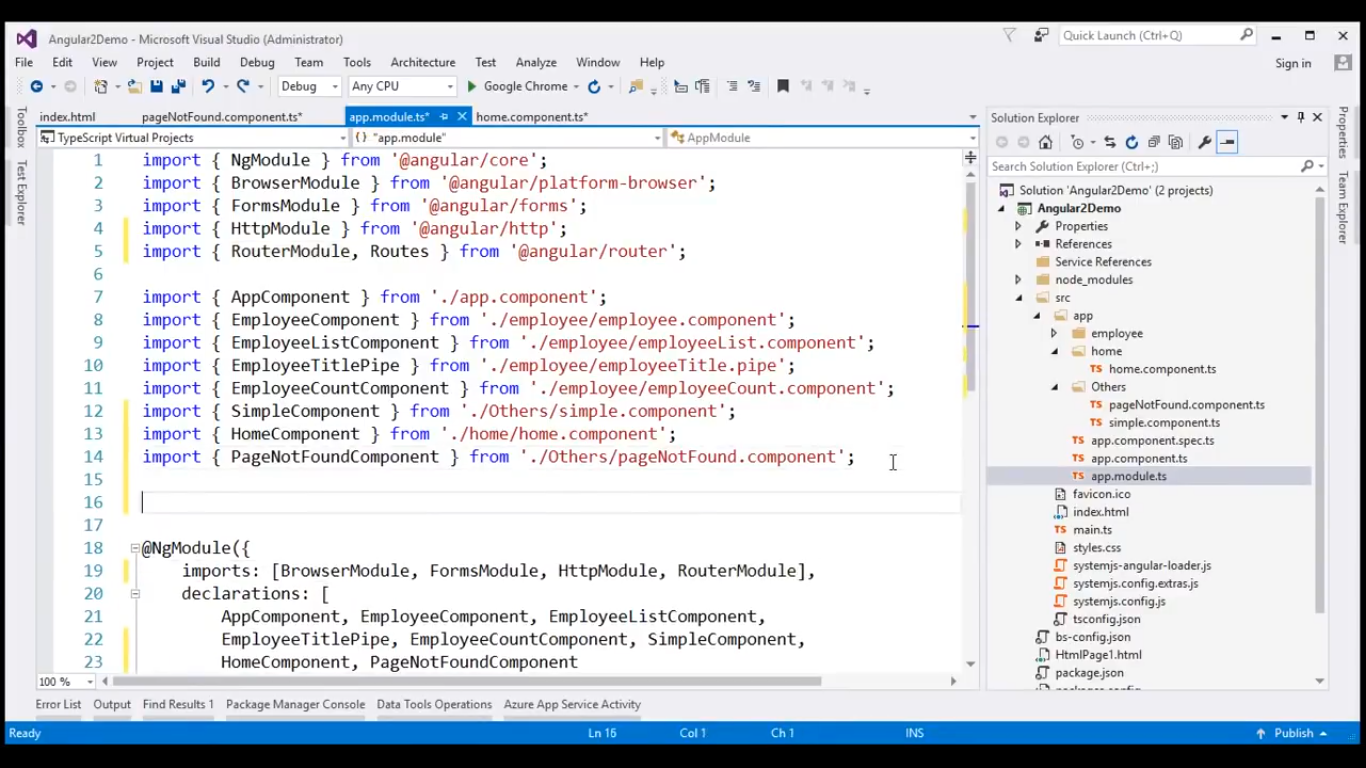 Angular2Demo - Microsoft Visual Studio (Administrator)
Quick Launch (Ctrl+Q)
File Edit View Project Build Debug Team Tools Architecture Test Analyze Window Help
Sign in
Debug Any CPU Google Chrome
Toolbox
Test Explorer
index.html pageNotFound.component.ts* app.module.ts* home.component.ts*
TypeScript Virtual Projects {} "app.module" AppModule
1 import { NgModule } from '@angular/core';
2 import { BrowserModule } from '@angular/platform-browser';
3 import { FormsModule } from '@angular/forms';
4 import { HttpModule } from '@angular/http';
5 import { RouterModule, Routes } from '@angular/router';
6
7 import { AppComponent } from './app.component';
8 import { EmployeeComponent } from './employee/employee.component';
9 import { EmployeeListComponent } from './employee/employeeList.component';
10 import { EmployeeTitlePipe } from './employee/employeeTitle.pipe';
11 import { EmployeeCountComponent } from './employee/employeeCount.component';
12 import { SimpleComponent } from './Others/simple.component';
13 import { HomeComponent } from './home/home.component';
14 import { PageNotFoundComponent } from './Others/pageNotFound.component';
15
16
17
18 @NgModule({
19 imports: [BrowserModule, FormsModule, HttpModule, RouterModule],
20 declarations: [
21 AppComponent, EmployeeComponent, EmployeeListComponent,
22 EmployeeTitlePipe, EmployeeCountComponent, SimpleComponent,
23 HomeComponent, PageNotFoundComponent
100 %
Solution Explorer
Search Solution Explorer (Ctrl+;)
Solution 'Angular2Demo' (2 projects)
Angular2Demo
Properties
References
Service References
node_modules
src
app
employee
home
home.component.ts
Others
pageNotFound.component.ts
simple.component.ts
app.component.spec.ts
app.component.ts
app.module.ts
favicon.ico
index.html
main.ts
styles.css
systemjs-angular-loader.js
systemjs.config.extras.js
systemjs.config.js
tsconfig.json
bs-config.json
HtmlPage1.html
package.json
Properties
Team Explorer
Error List Output Find Results 1 Package Manager Console Data Tools Operations Azure App Service Activity
Ready Ln 16 Col 1 Ch 1 INS Publish